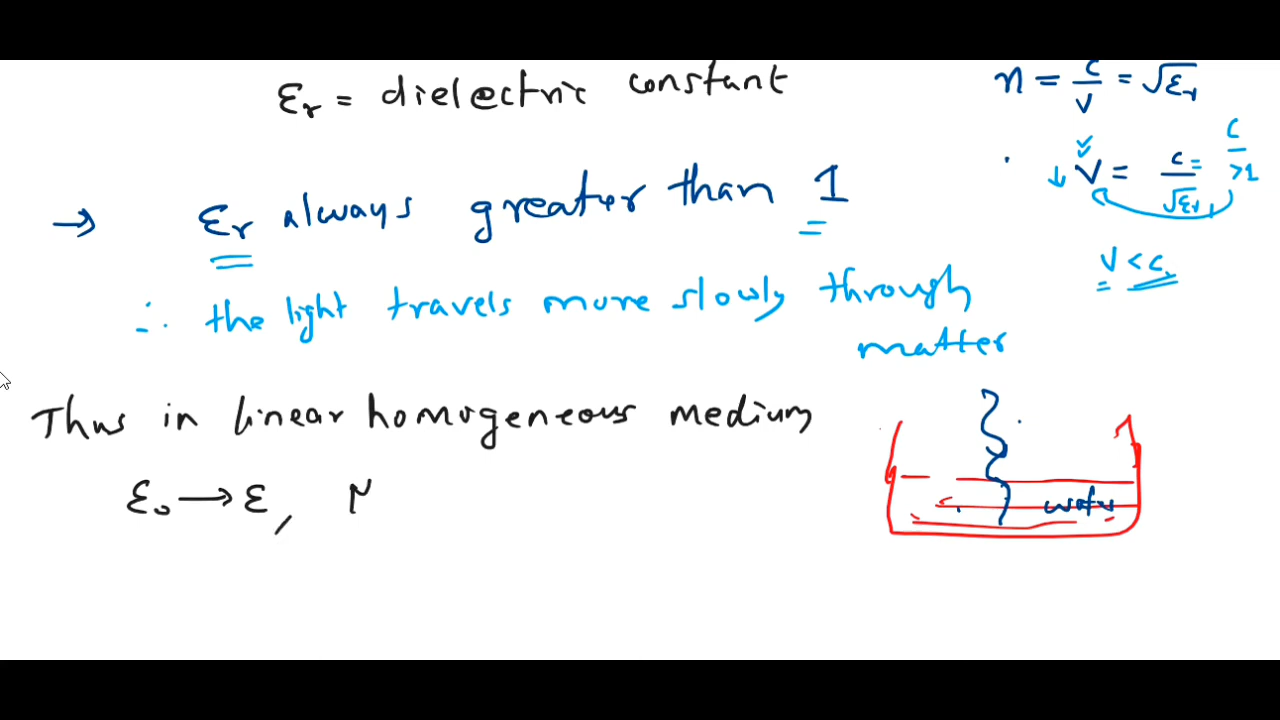 εr = dielectric constant
n = c/v = √εr
→ εr always greater than 1
↓ v = c/√εr = c/>1
v < c
∴ the light travels more slowly through
matter
Thus in linear homogeneous medium
ε₀ → ε, μ
water